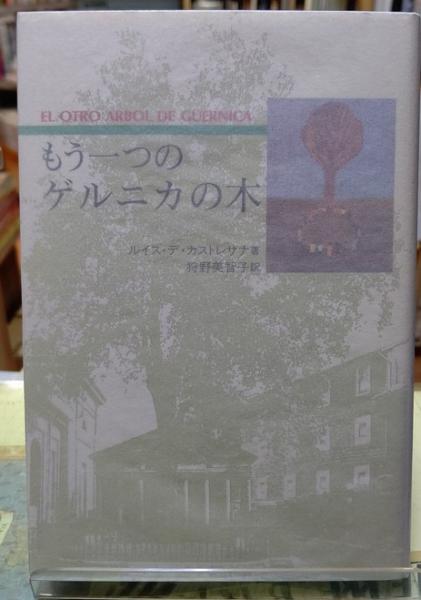 EL OTRO ARBOL DE GUERNICA
もう一つの
ゲルニカの木
ルイス・デ・カストレサナ著
狩野美智子訳